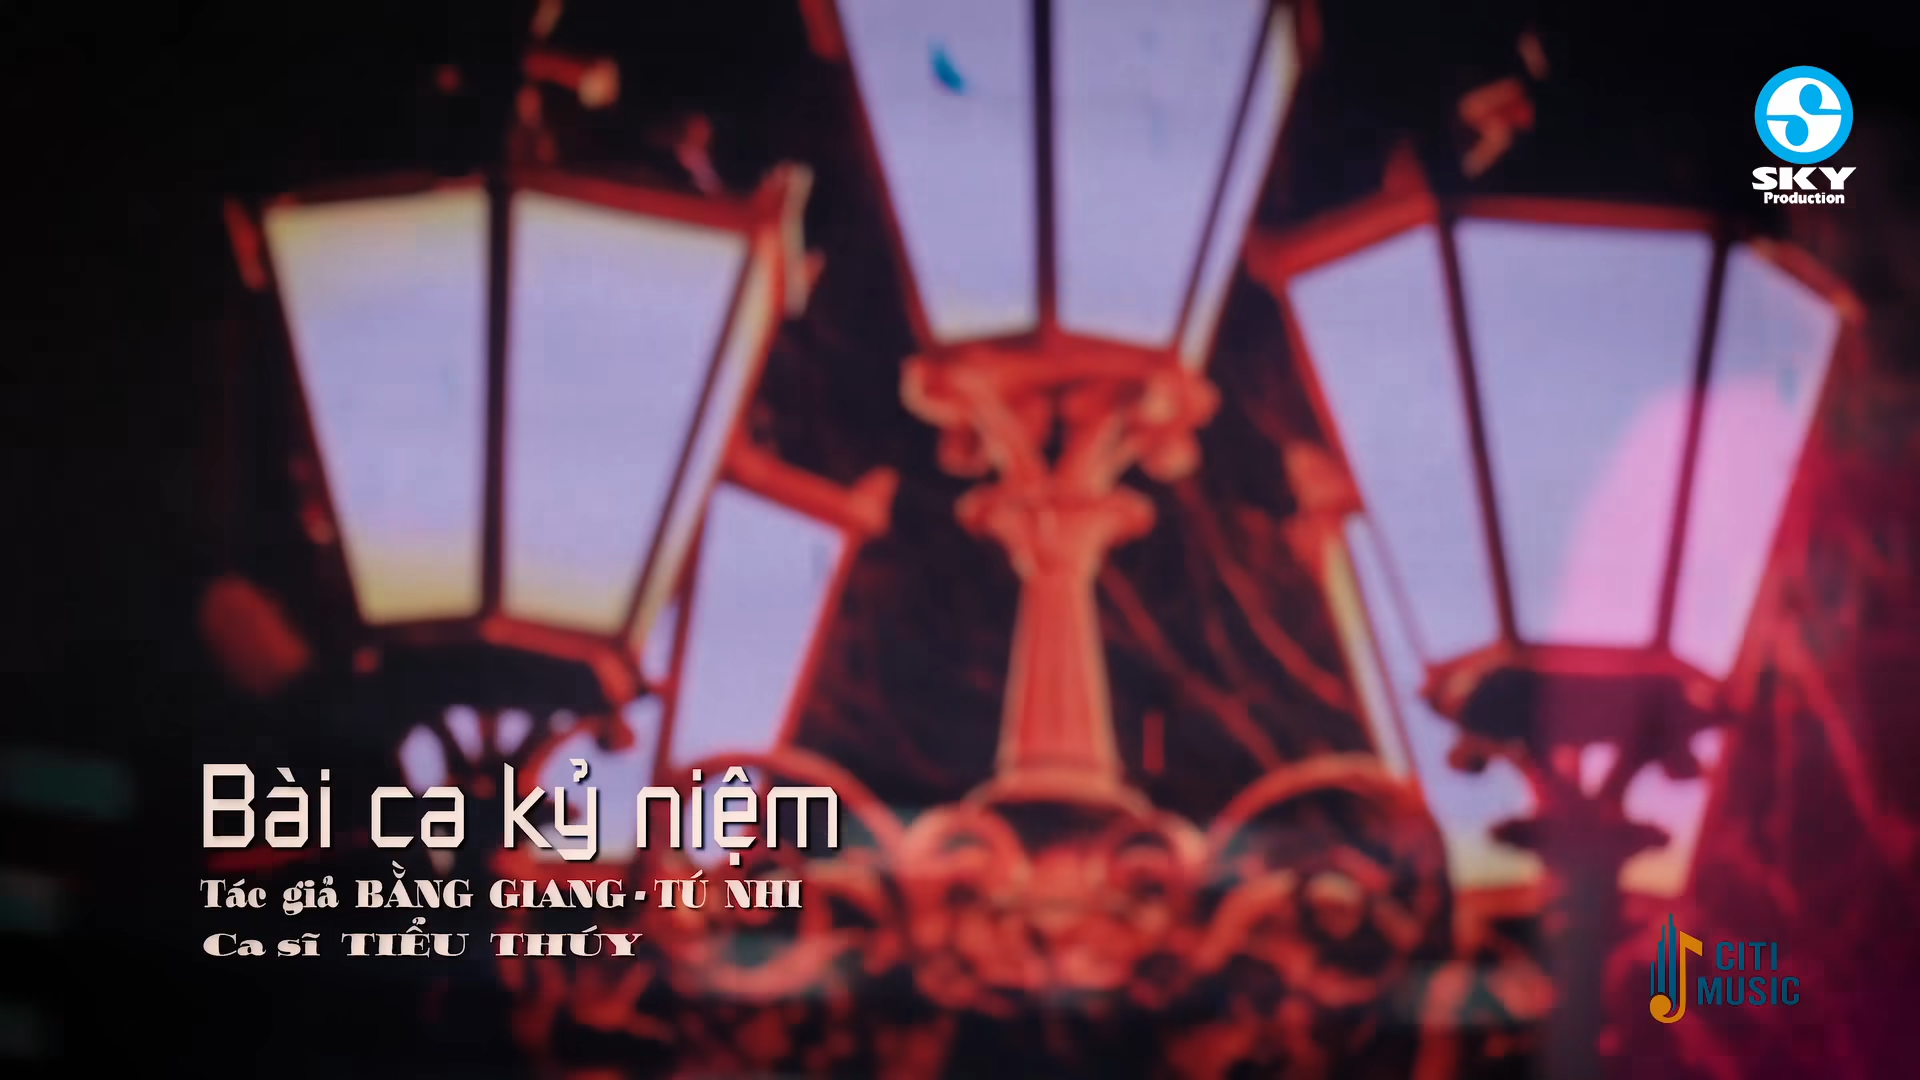 SKY
Production
Bài ca kỷ niệm
Tác giả BẰNG GIANG - TÚ NHI
Ca sĩ TIỂU THÚY
CITI
MUSIC